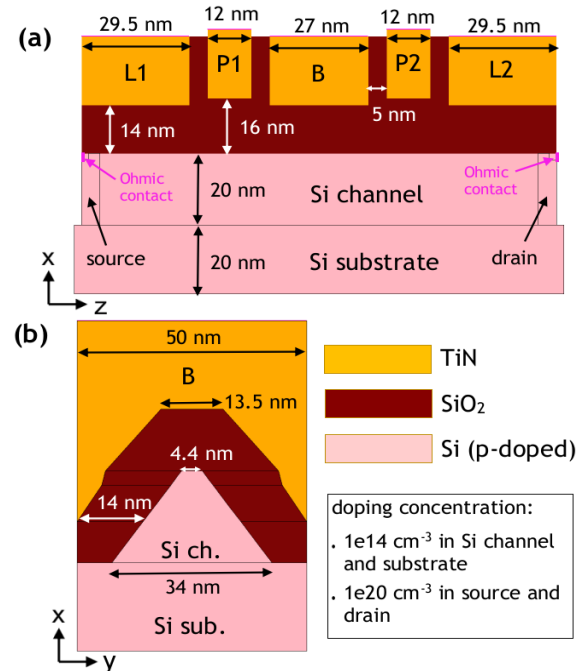 (a)
29.5 nm
12 nm
27 nm
12 nm
29.5 nm
L1
P1
B
P2
L2
14 nm
16 nm
5 nm
Ohmic
contact
Ohmic
contact
20 nm
Si channel
source
20 nm
Si substrate
drain
x
z
(b)
50 nm
B
13.5 nm
4.4 nm
14 nm
Si ch.
34 nm
Si sub.
x
y
TiN
SiO₂
Si (p-doped)
doping concentration:
. 1e14 cm⁻³ in Si channel
and substrate
. 1e20 cm⁻³ in source and
drain